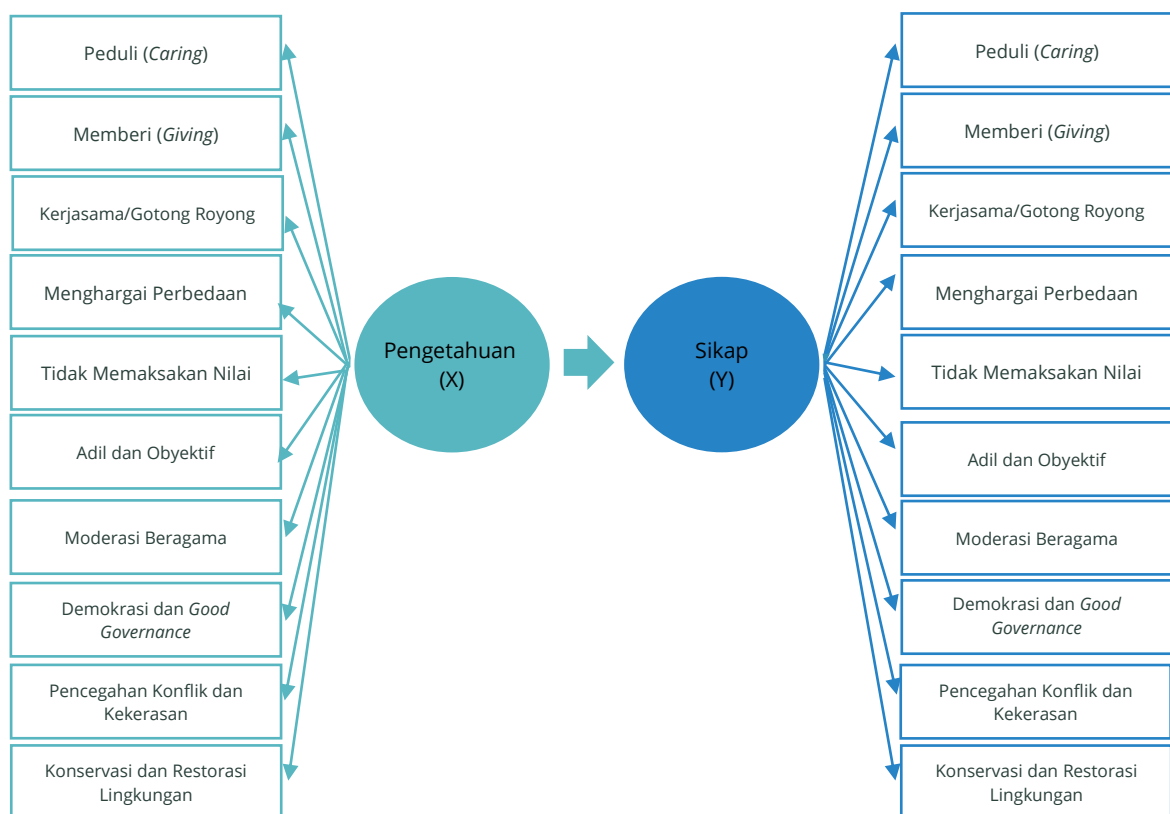 Peduli (Caring)
Memberi (Giving)
Kerjasama/Gotong Royong
Menghargai Perbedaan
Tidak Memaksakan Nilai
Adil dan Obyektif
Moderasi Beragama
Demokrasi dan Good
Governance
Pencegahan Konflik dan
Kekerasan
Konservasi dan Restorasi
Lingkungan
Pengetahuan
(X)
Sikap
(Y)
Peduli (Caring)
Memberi (Giving)
Kerjasama/Gotong Royong
Menghargai Perbedaan
Tidak Memaksakan Nilai
Adil dan Obyektif
Moderasi Beragama
Demokrasi dan Good
Governance
Pencegahan Konflik dan
Kekerasan
Konservasi dan Restorasi
Lingkungan